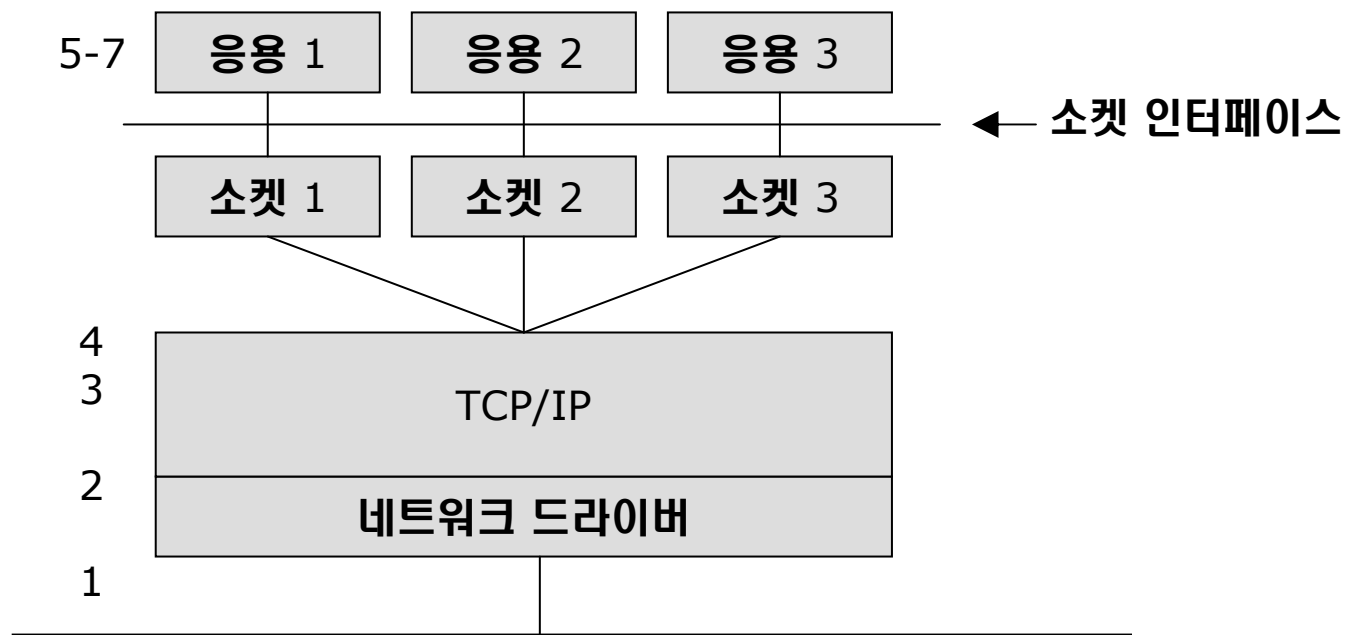 5-7 응용 1 응용 2 응용 3
소켓 인터페이스
소켓 1 소켓 2 소켓 3
4
3 TCP/IP
2
네트워크 드라이버
1